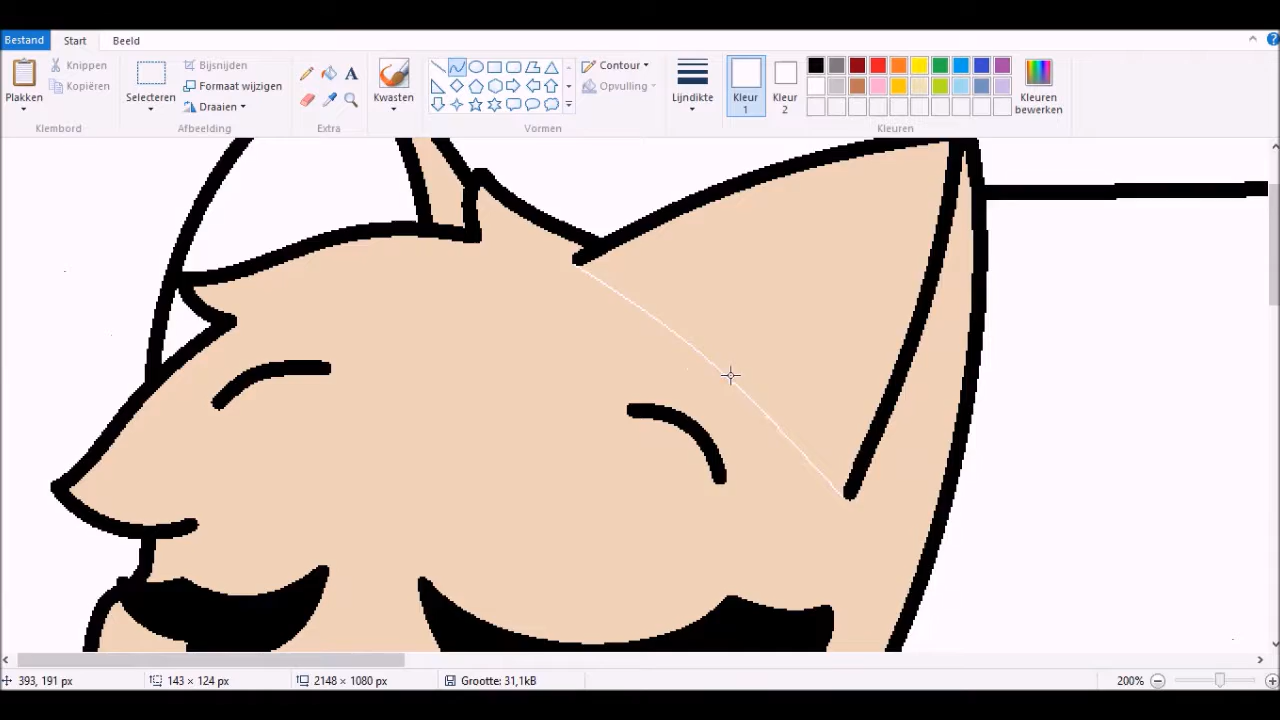 Bestand Start Beeld
Plakken
Knippen
Kopiëren
Klembord
Selecteren
Bijsnijden
Formaat wijzigen
Draaien
Afbeelding
A
Extra
Kwasten
Contour
Opvulling
Vormen
Lijndikte
Kleur 1
Kleur 2
Kleuren bewerken
Kleuren
393, 191 px 143 × 124 px 2148 × 1080 px Grootte: 31,1kB 200%